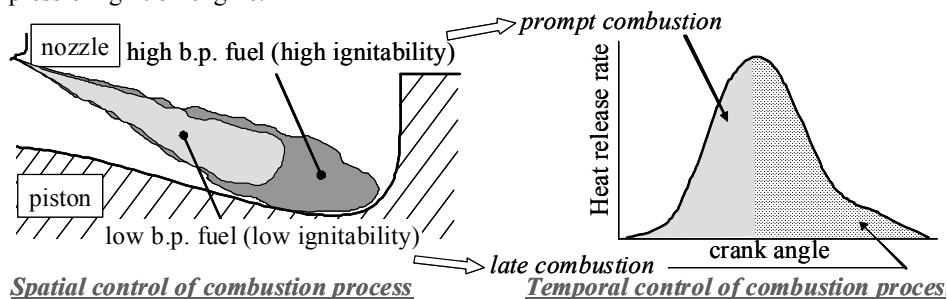 nozzle
high b.p. fuel (high ignitability)
prompt combustion
piston
low b.p. fuel (low ignitability)
late combustion
Heat release rate
crank angle
Spatial control of combustion process
Temporal control of combustion proces